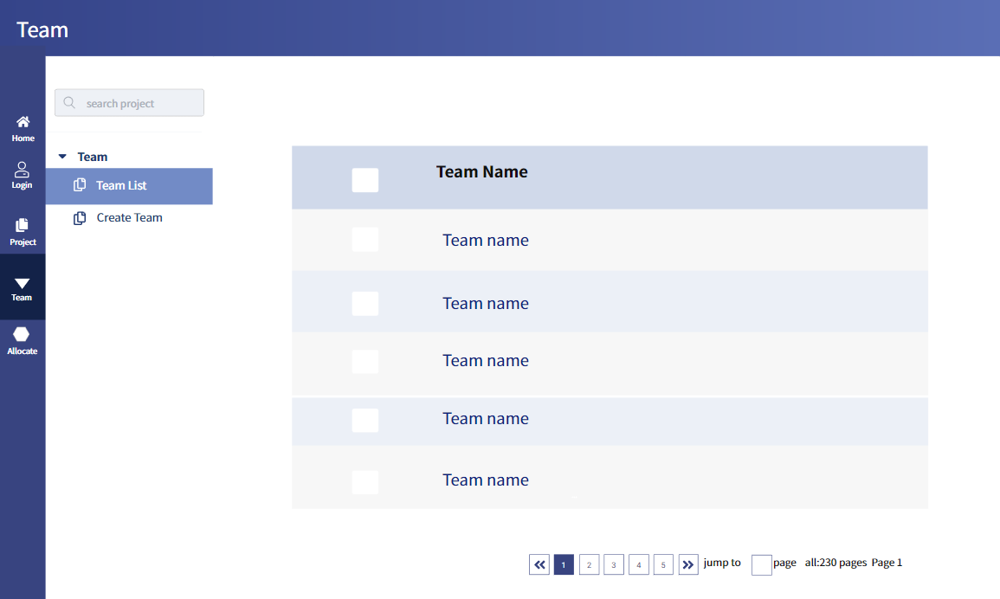 Team
search project
Home
Login
Project
Team
Allocate
Team
Team List
Create Team
Team Name
Team name
Team name
Team name
Team name
Team name
1 2 3 4 5 jump to page all:230 pages Page 1